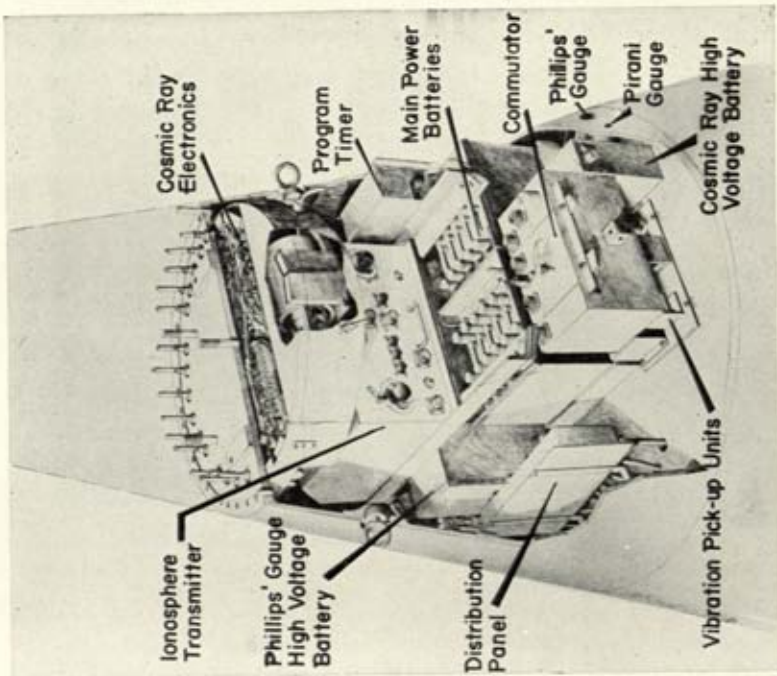 Cosmic Ray
Electronics
Program
Timer
Main Power
Batteries
Commutator
Phillips'
Gauge
Pirani
Gauge
Cosmic Ray High
Voltage Battery
Ionosphere
Transmitter
Phillips' Gauge
High Voltage
Battery
Distribution
Panel
Vibration Pick-up Units